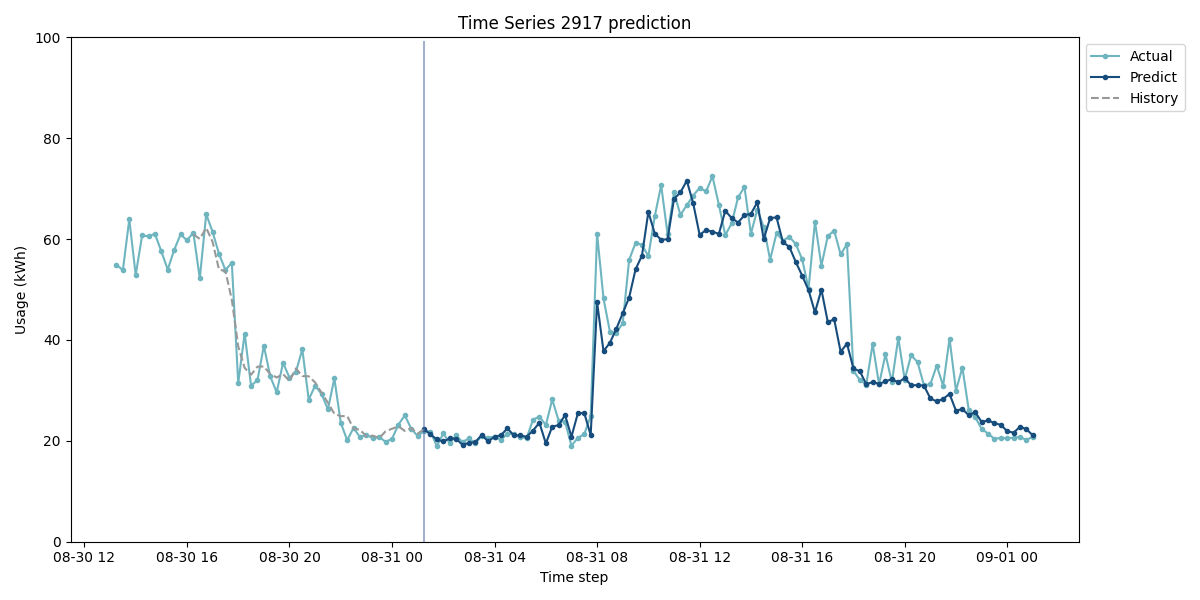 Time Series 2917 prediction
100
80
60
40
20
0
Usage (kWh)
08-30 12 08-30 16 08-30 20 08-31 00 08-31 04 08-31 08 08-31 12 08-31 16 08-31 20 09-01 00
Time step
Actual
Predict
History